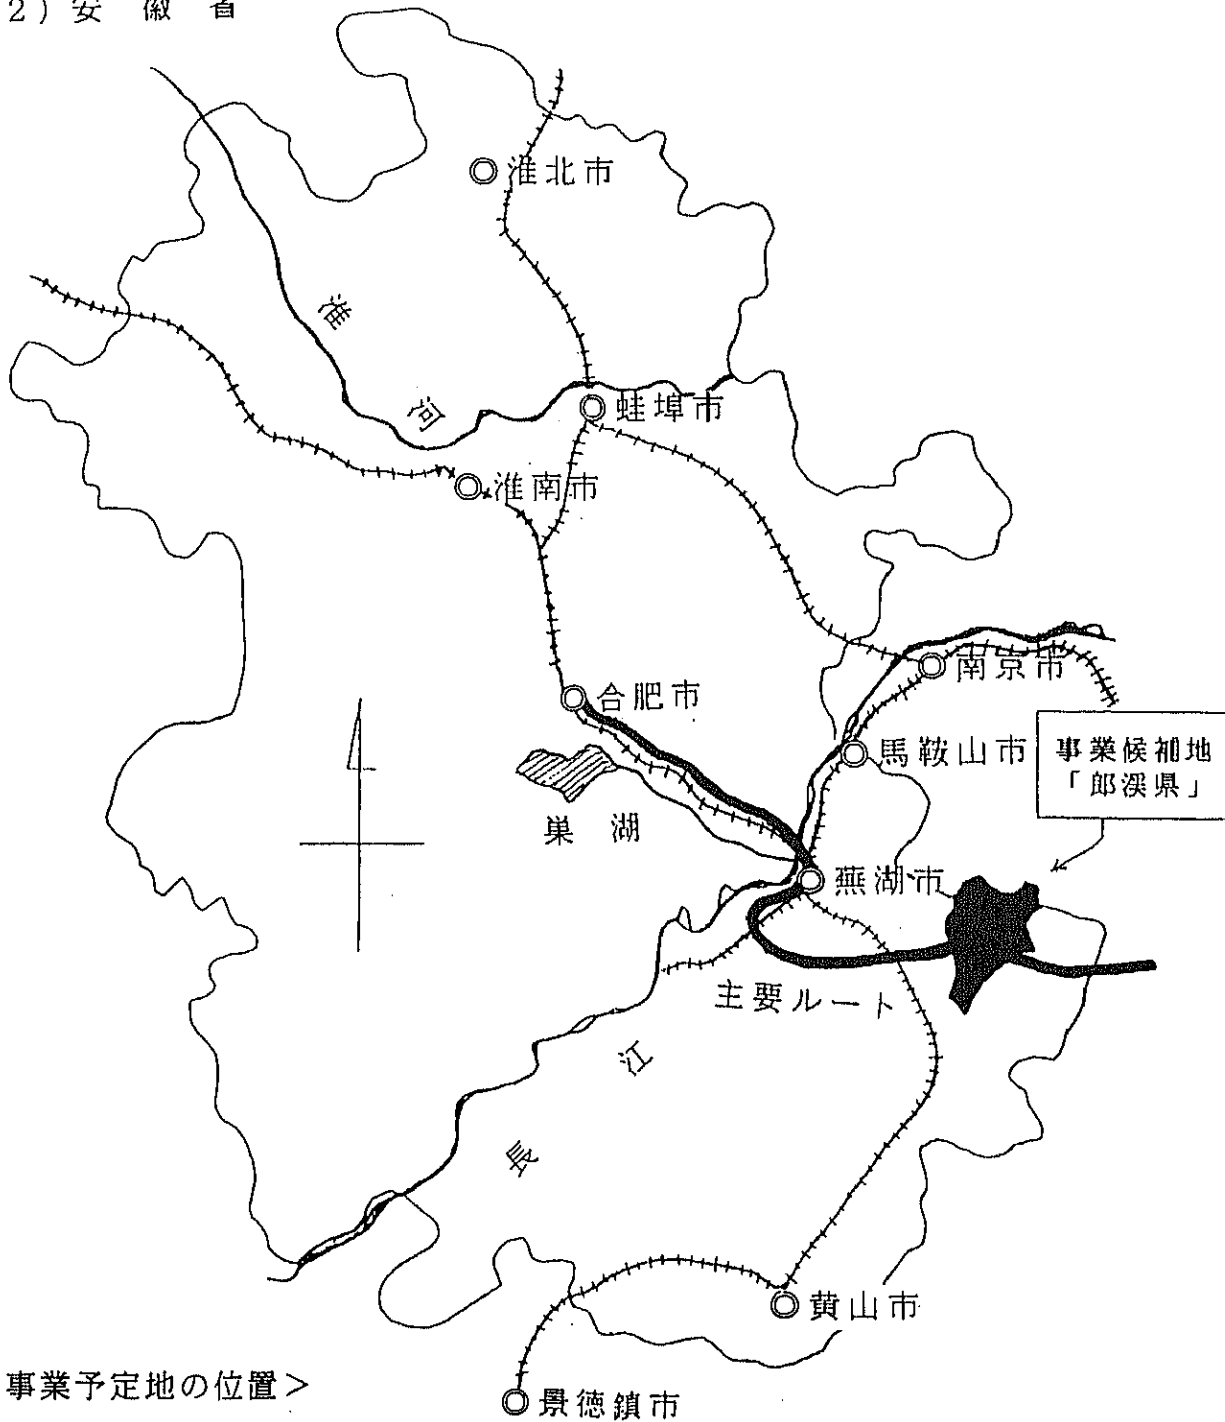 2) 安徽省
淮北市
淮
河
蛙埠市
淮南市
南京市
合肥市
馬鞍山市
事業候補地
「郎溪県」
巣湖
蕪湖市
主要ルート
江
長
黄山市
事業予定地の位置>
景徳鎮市